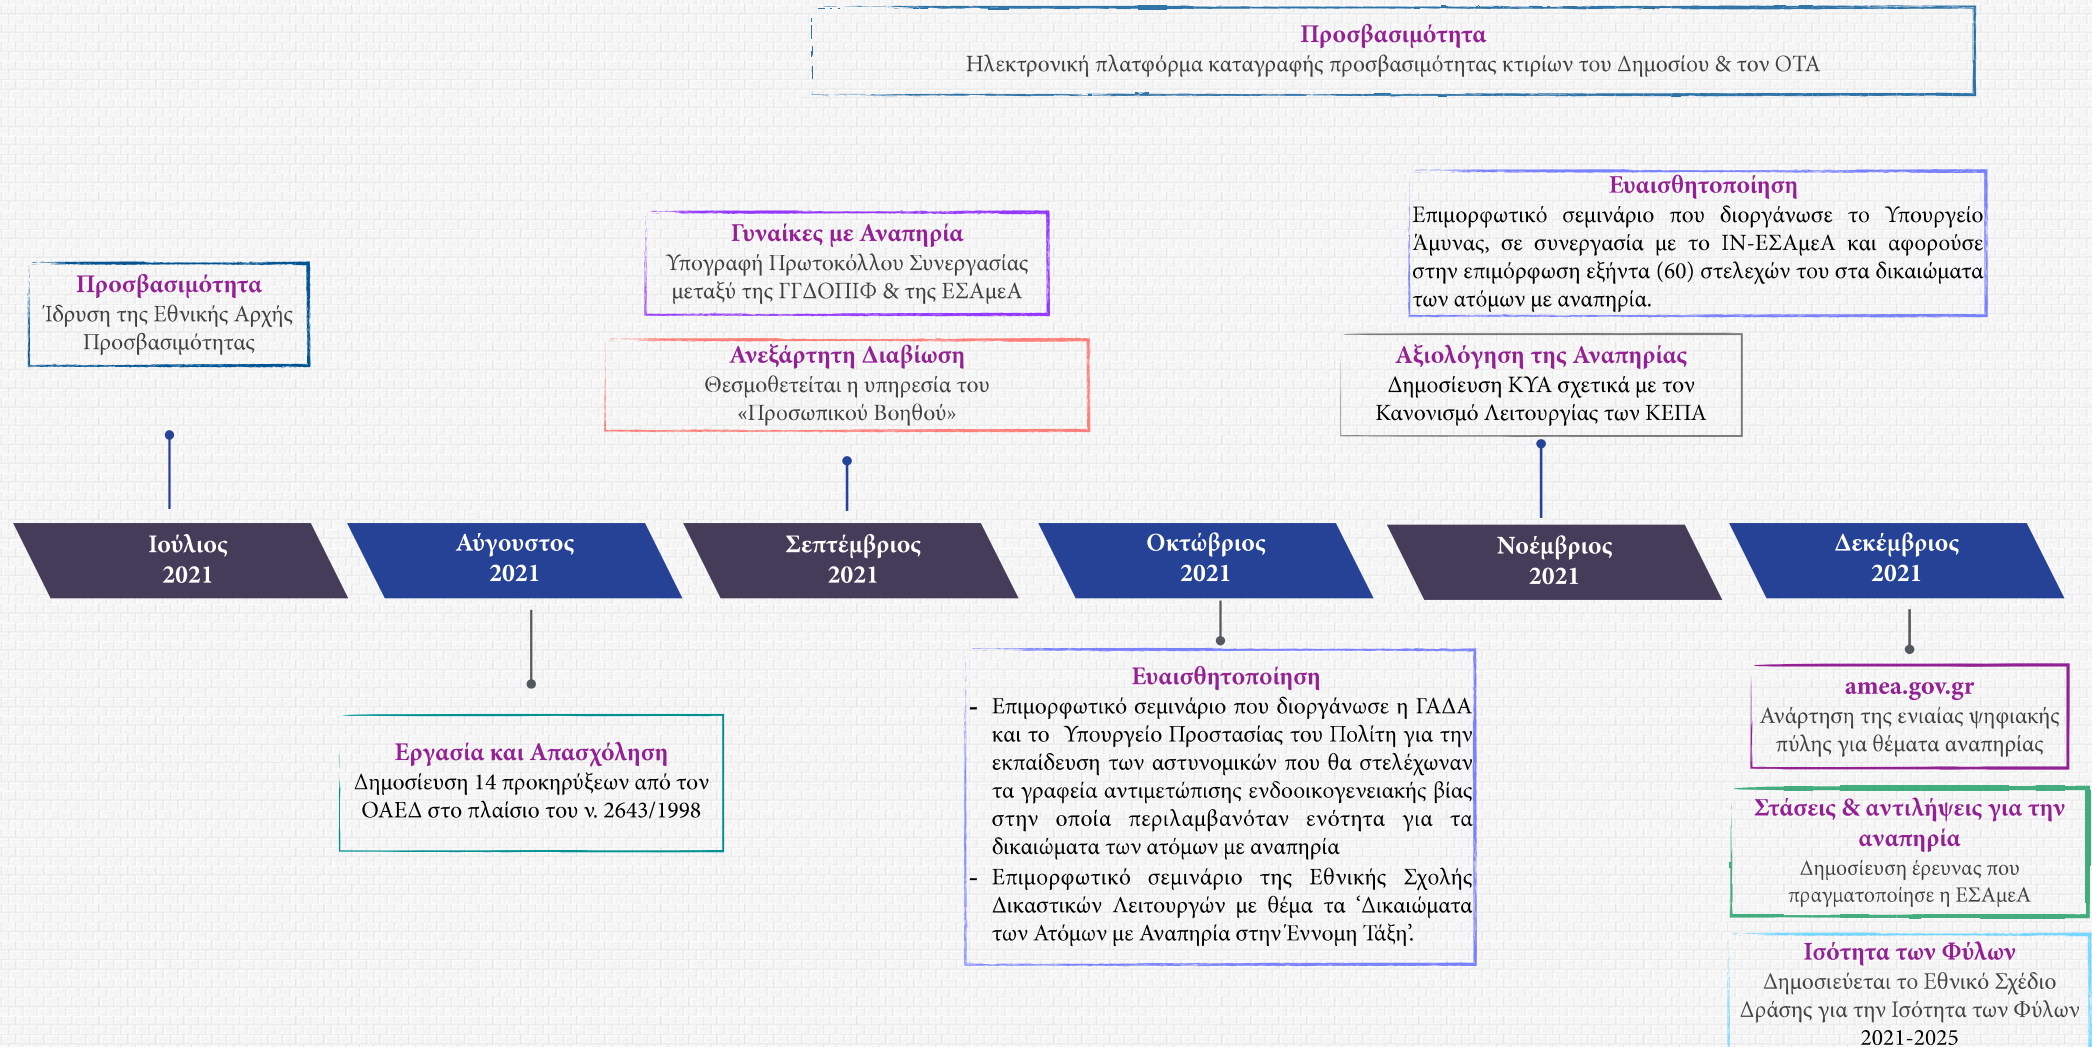 Προσβασιμότητα
Ηλεκτρονική πλατφόρμα καταγραφής προσβασιμότητας κτιρίων του Δημοσίου & τον ΟΤΑ
Ευαισθητοποίηση
Επιμορφωτικό σεμινάριο που διοργάνωσε το Υπουργείο
Άμυνας, σε συνεργασία με το ΙΝ-ΕΣΑμεΑ και αφορούσε
στην επιμόρφωση εξήντα (60) στελεχών του στα δικαιώματα
των ατόμων με αναπηρία.
Γυναίκες με Αναπηρία
Υπογραφή Πρωτοκόλλου Συνεργασίας
μεταξύ της ΓΓΔΟΠΙΦ & της ΕΣΑμεΑ
Προσβασιμότητα
Ίδρυση της Εθνικής Αρχής
Προσβασιμότητας
Ανεξάρτητη Διαβίωση
Θεσμοθετείται η υπηρεσία του
«Προσωπικού Βοηθού»
Αξιολόγηση της Αναπηρίας
Δημοσίευση ΚΥΑ σχετικά με τον
Κανονισμό Λειτουργίας των ΚΕΠΑ
Ιούλιος
2021
Αύγουστος
2021
Σεπτέμβριος
2021
Οκτώβριος
2021
Νοέμβριος
2021
Δεκέμβριος
2021
Εργασία και Απασχόληση
Δημοσίευση 14 προκηρύξεων από τον
ΟΑΕΔ στο πλαίσιο του ν. 2643/1998
Ευαισθητοποίηση
- Επιμορφωτικό σεμινάριο που διοργάνωσε η ΓΑΔΑ
και το Υπουργείο Προστασίας του Πολίτη για την
εκπαίδευση των αστυνομικών που θα στελέχωναν
τα γραφεία αντιμετώπισης ενδοοικογενειακής βίας
στην οποία περιλαμβανόταν ενότητα για τα
δικαιώματα των ατόμων με αναπηρία
- Επιμορφωτικό σεμινάριο της Εθνικής Σχολής
Δικαστικών Λειτουργών με θέμα τα ‘Δικαιώματα
των Ατόμων με Αναπηρία στην Έννομη Τάξη’.
amea.gov.gr
Ανάρτηση της ενιαίας ψηφιακής
πύλης για θέματα αναπηρίας
Στάσεις & αντιλήψεις για την
αναπηρία
Δημοσίευση έρευνας που
πραγματοποίησε η ΕΣΑμεΑ
Ισότητα των Φύλων
Δημοσιεύεται το Εθνικό Σχέδιο
Δράσης για την Ισότητα των Φύλων
2021-2025